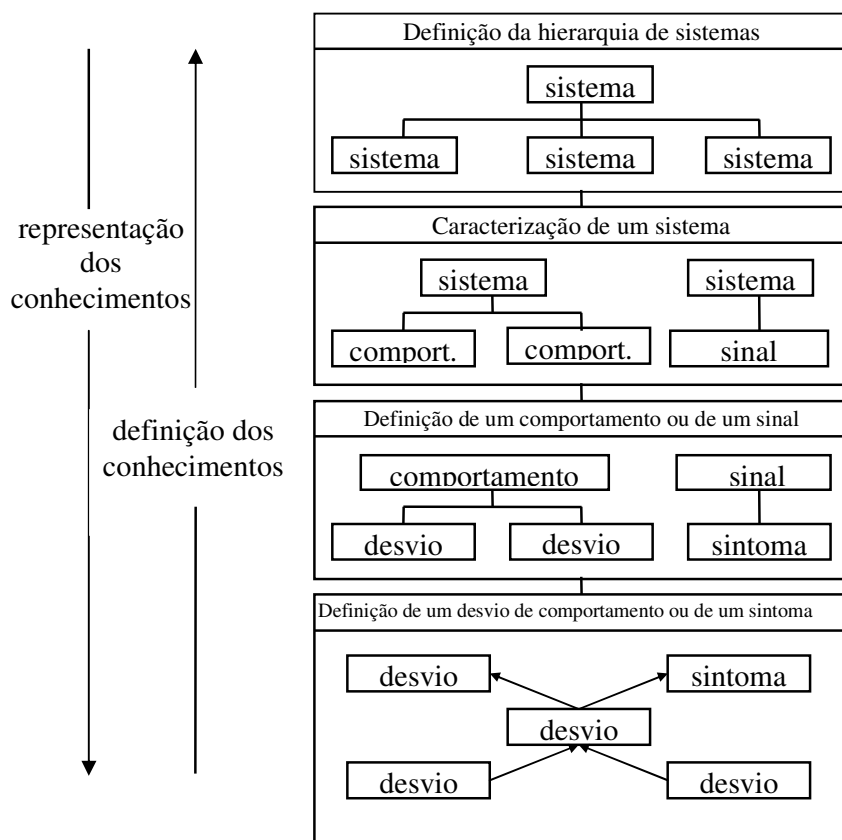 Definição da hierarquia de sistemas
sistema
sistema sistema sistema
representação
dos
conhecimentos
Caracterização de um sistema
sistema sistema
comport. comport. sinal
definição dos
conhecimentos
Definição de um comportamento ou de um sinal
comportamento sinal
desvio desvio sintoma
Definição de um desvio de comportamento ou de um sintoma
desvio sintoma
desvio
desvio desvio